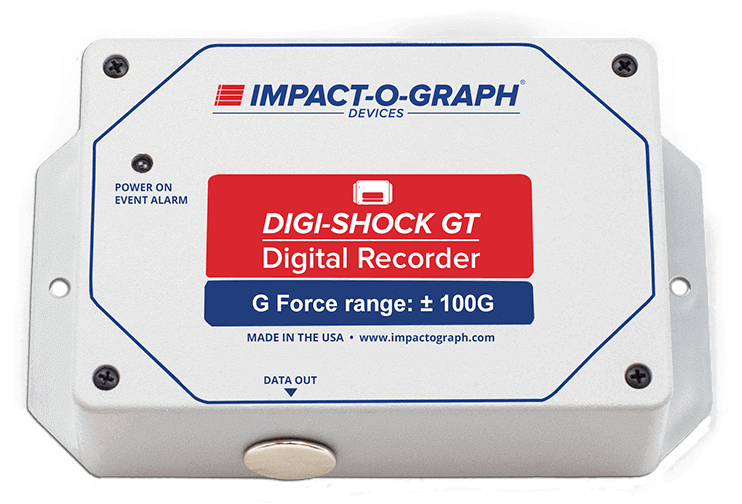 IMPACT-O-GRAPH®
DEVICES
POWER ON
EVENT ALARM
DIGI-SHOCK GT
Digital Recorder
G Force range: ± 100G
MADE IN THE USA • www.impactograph.com
DATA OUT